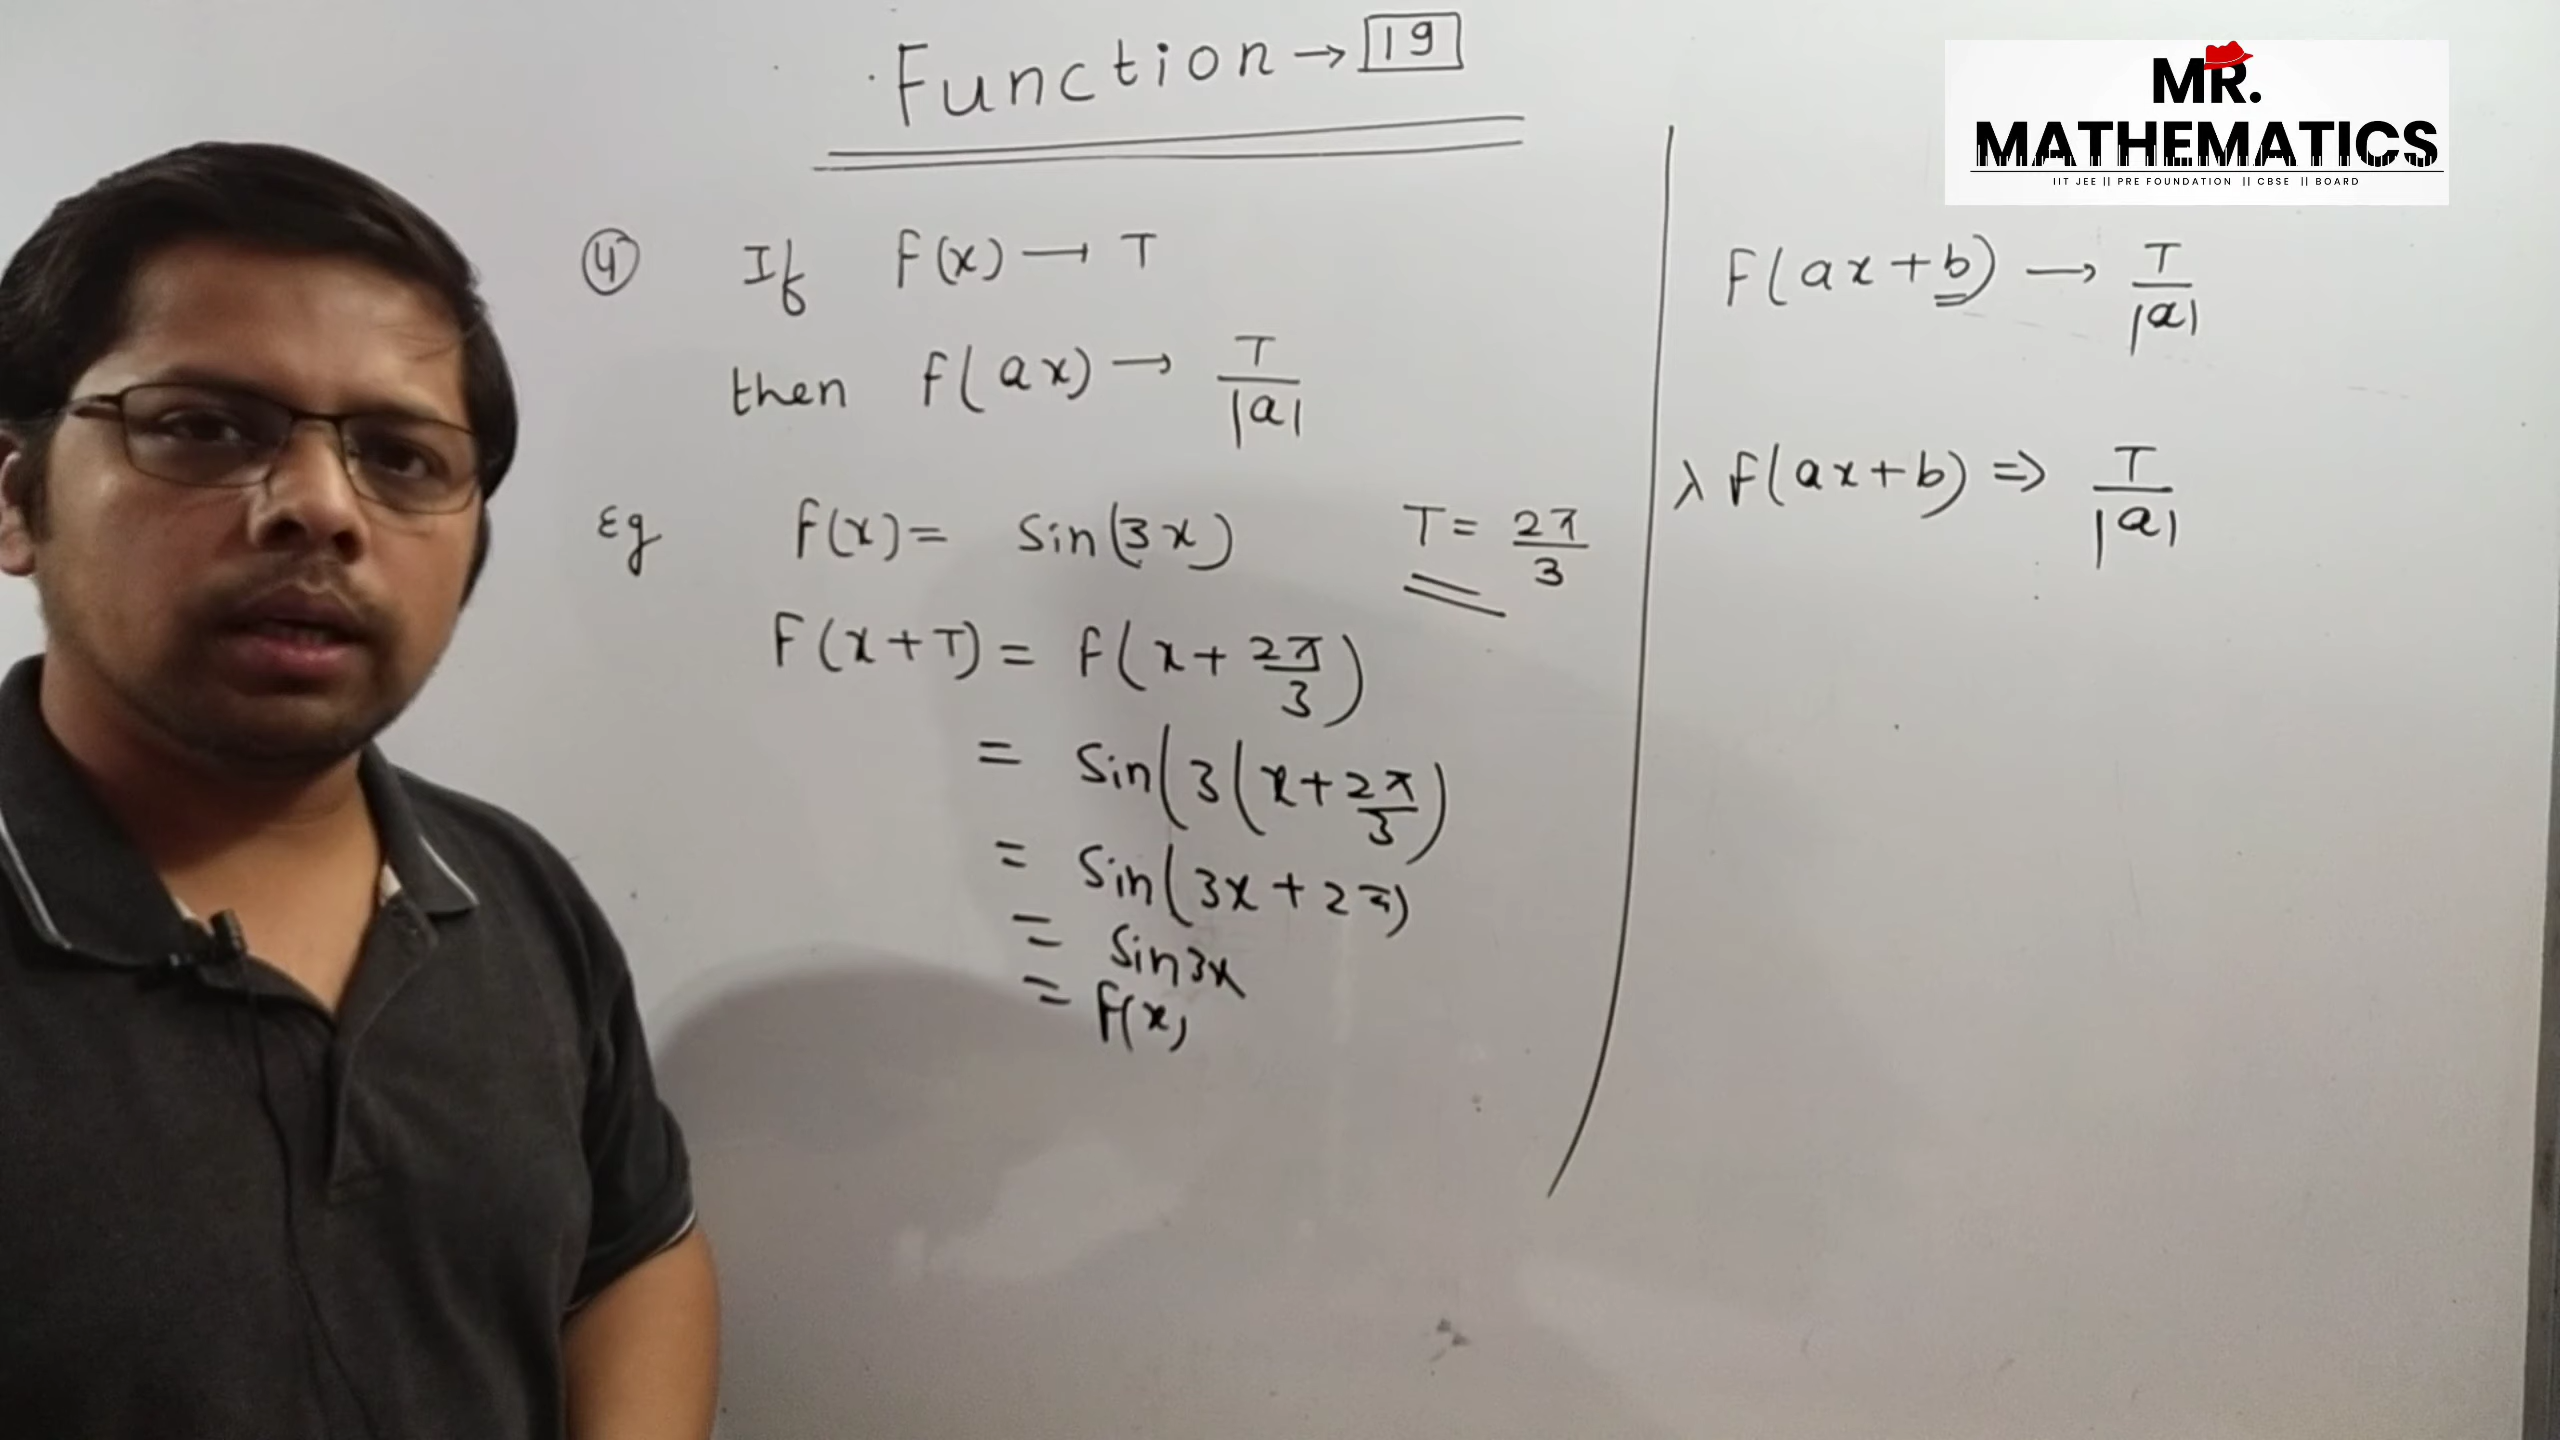 Function → 19
④ If F(x) → T
then F(ax) → T/|a|
Eg F(x) = Sin(3x) T = 2π/3
F(x+T) = F(x + 2π/3)
= Sin(3(x + 2π/3)
= Sin(3x + 2π)
= Sin3x
= F(x)
MR.
MATHEMATICS
IIT JEE || PRE FOUNDATION || CBSE || BOARD
F(ax+b) → T/|a|
λ F(ax+b) ⇒ T/|a|